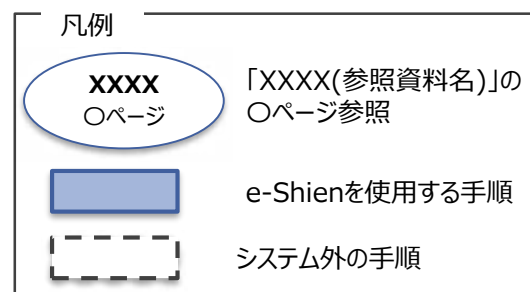 凡例
XXXX
〇ページ
「XXXX(参照資料名)」の
〇ページ参照
e-Shienを使用する手順
システム外の手順